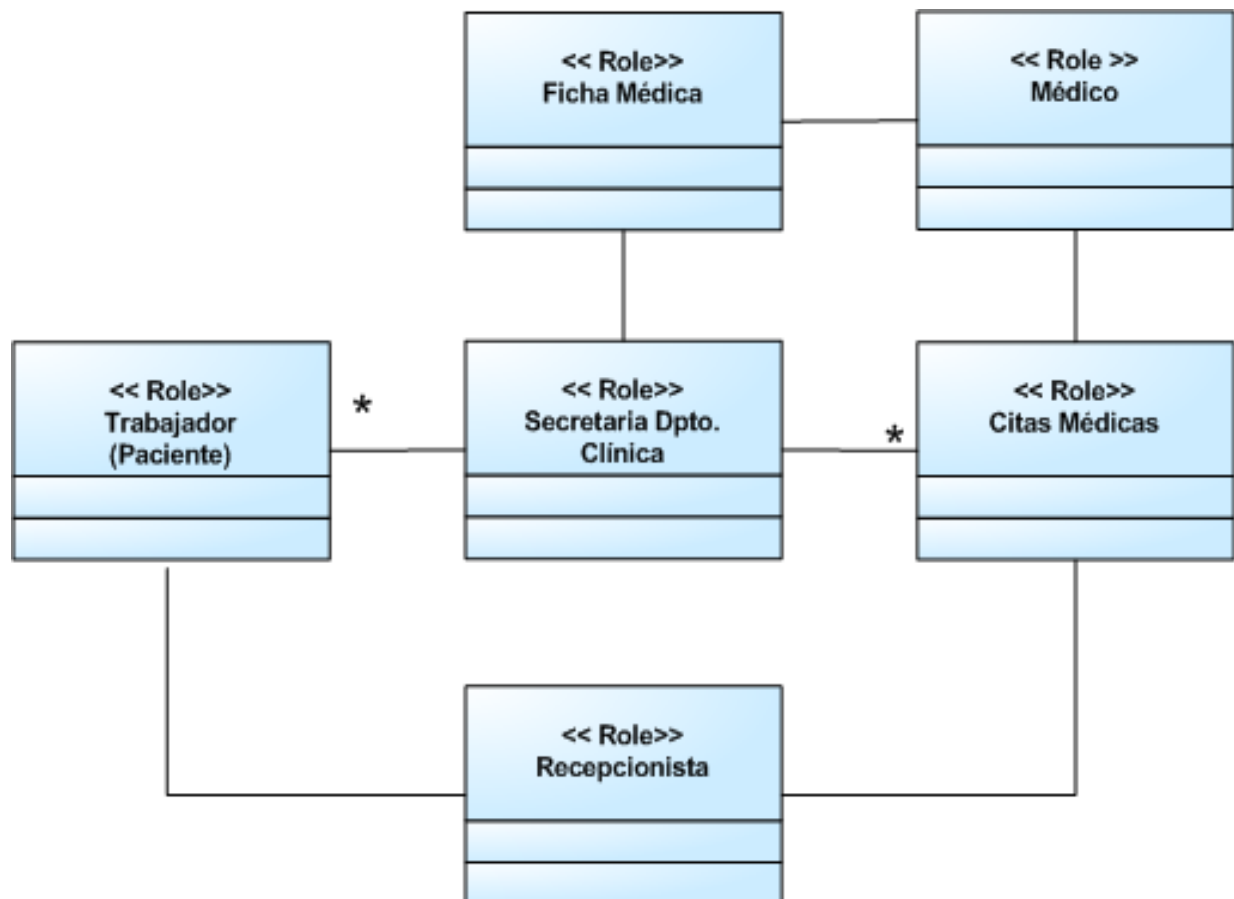 << Role>>
Ficha Médica
<< Role >>
Médico
<< Role>>
Trabajador
(Paciente)
*
<< Role>>
Secretaria Dpto.
Clínica
*
<< Role>>
Citas Médicas
<< Role>>
Recepcionista